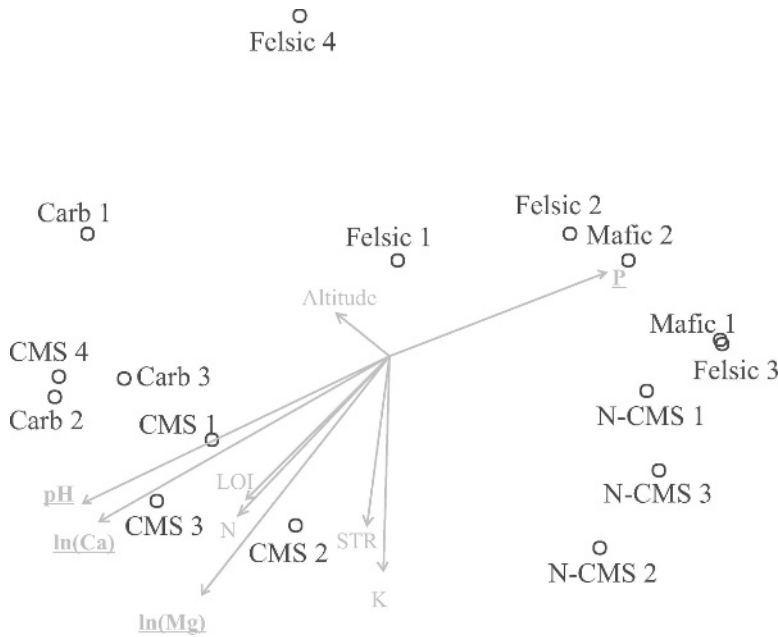 Felsic 4
Carb 1
Felsic 1
Felsic 2
Mafic 2
P
Altitude
Mafic 1
Felsic 3
CMS 4
Carb 3
Carb 2
CMS 1
N-CMS 1
pH
LOI
N-CMS 3
ln(Ca)
CMS 3
N
CMS 2
STR
N-CMS 2
K
ln(Mg)